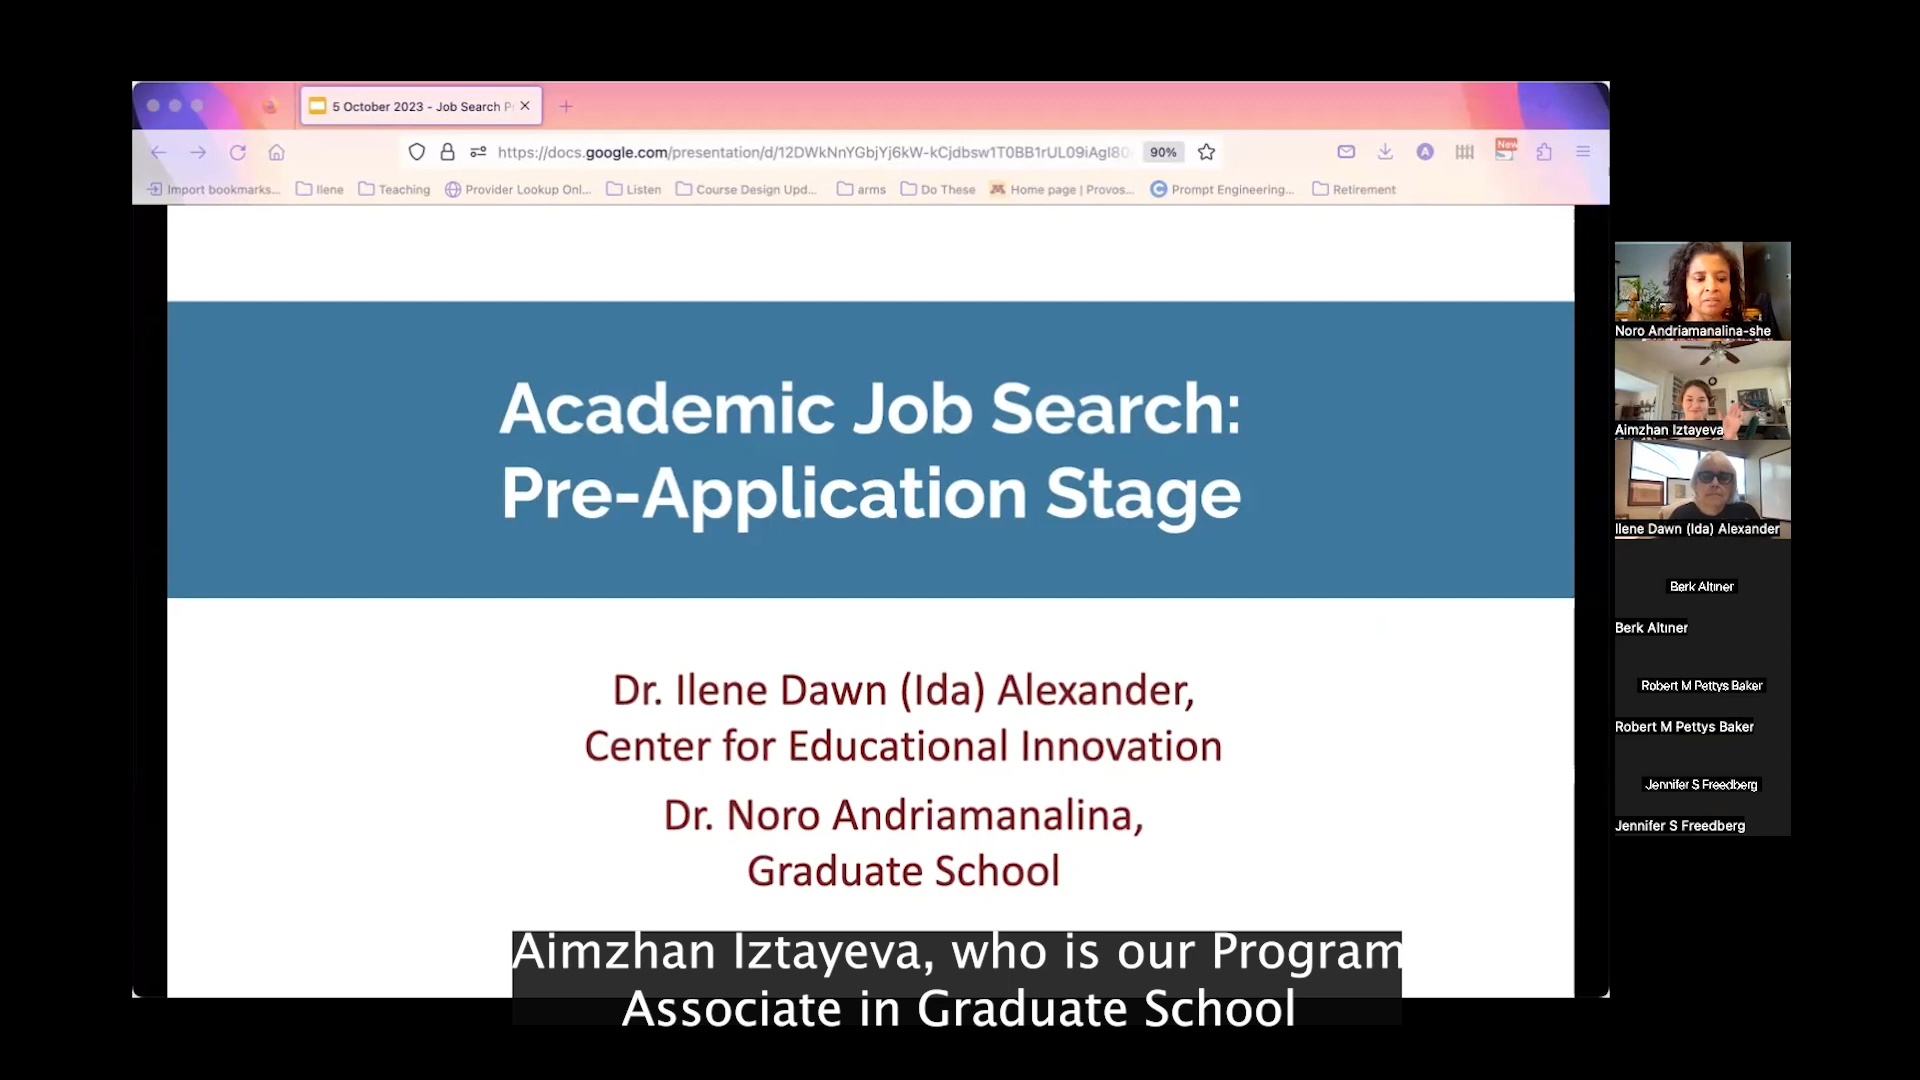 5 October 2023 - Job Search P
https://docs.google.com/presentation/d/12DWkNnYGbjYj6kW-kCjdbsw1T0BB1rUL09iAgI80
90%
New
Import bookmarks...
Ilene
Teaching
Provider Lookup Onl...
Listen
Course Design Upd...
arms
Do These
Home page | Provos...
Prompt Engineering...
Retirement
Academic Job Search:
Pre-Application Stage
Dr. Ilene Dawn (Ida) Alexander,
Center for Educational Innovation
Dr. Noro Andriamanalina,
Graduate School
Aimzhan Iztayeva, who is our Program
Associate in Graduate School
Noro Andriamanalina-she
Aimzhan Iztayeva
Ilene Dawn (Ida) Alexander
Berk Altıner
Berk Altıner
Robert M Pettys Baker
Robert M Pettys Baker
Jennifer S Freedberg
Jennifer S Freedberg